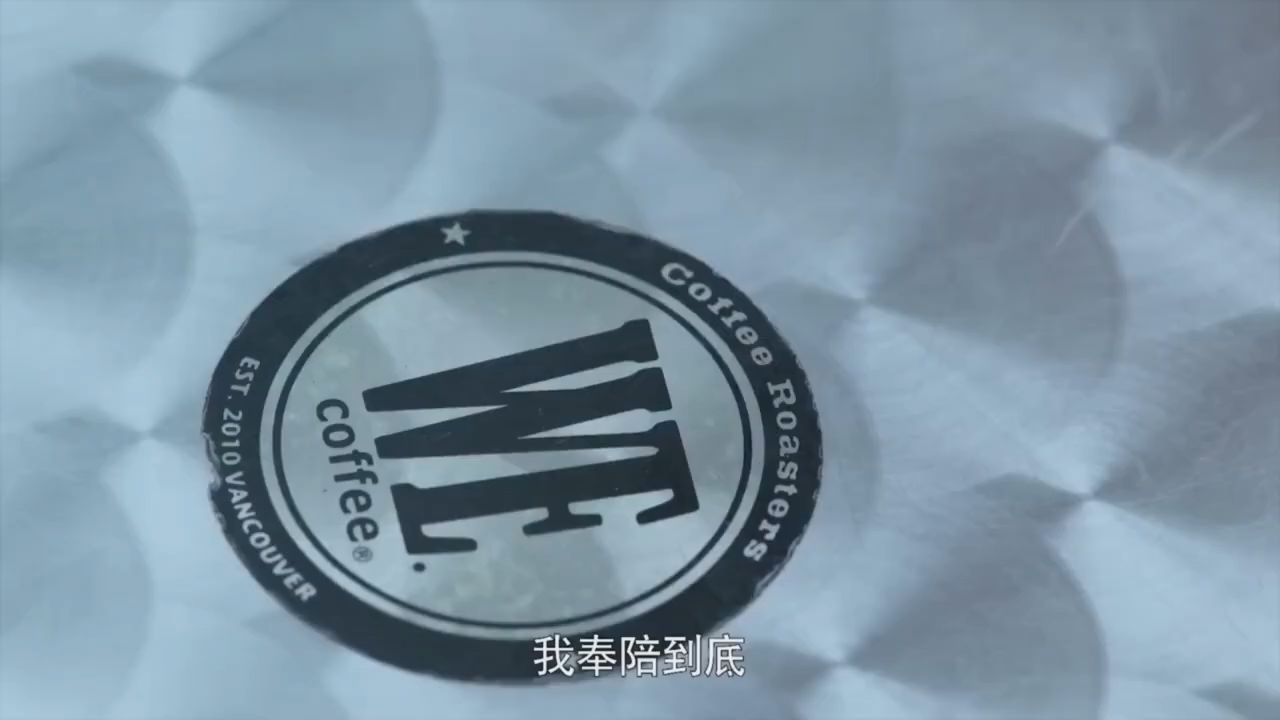 Coffee Roasters
WE.
coffee®
EST. 2010 VANCOUVER
我奉陪到底